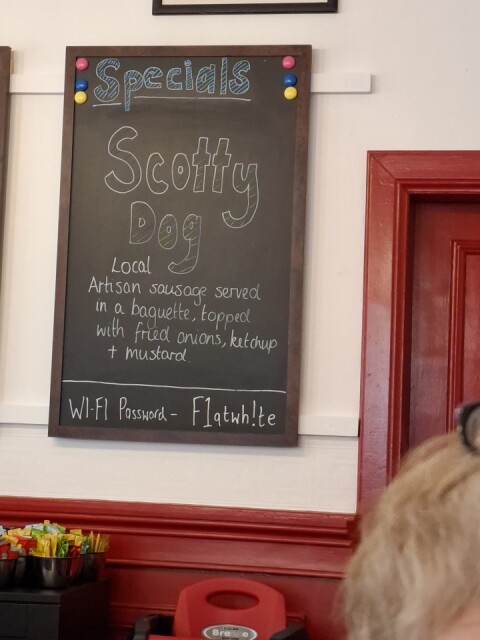 Specials
Scotty
Dog
Local
Artisan sausage served
in a baguette, topped
with fried onions, ketchup
+ mustard.
WI-FI Password - F1atwh!te